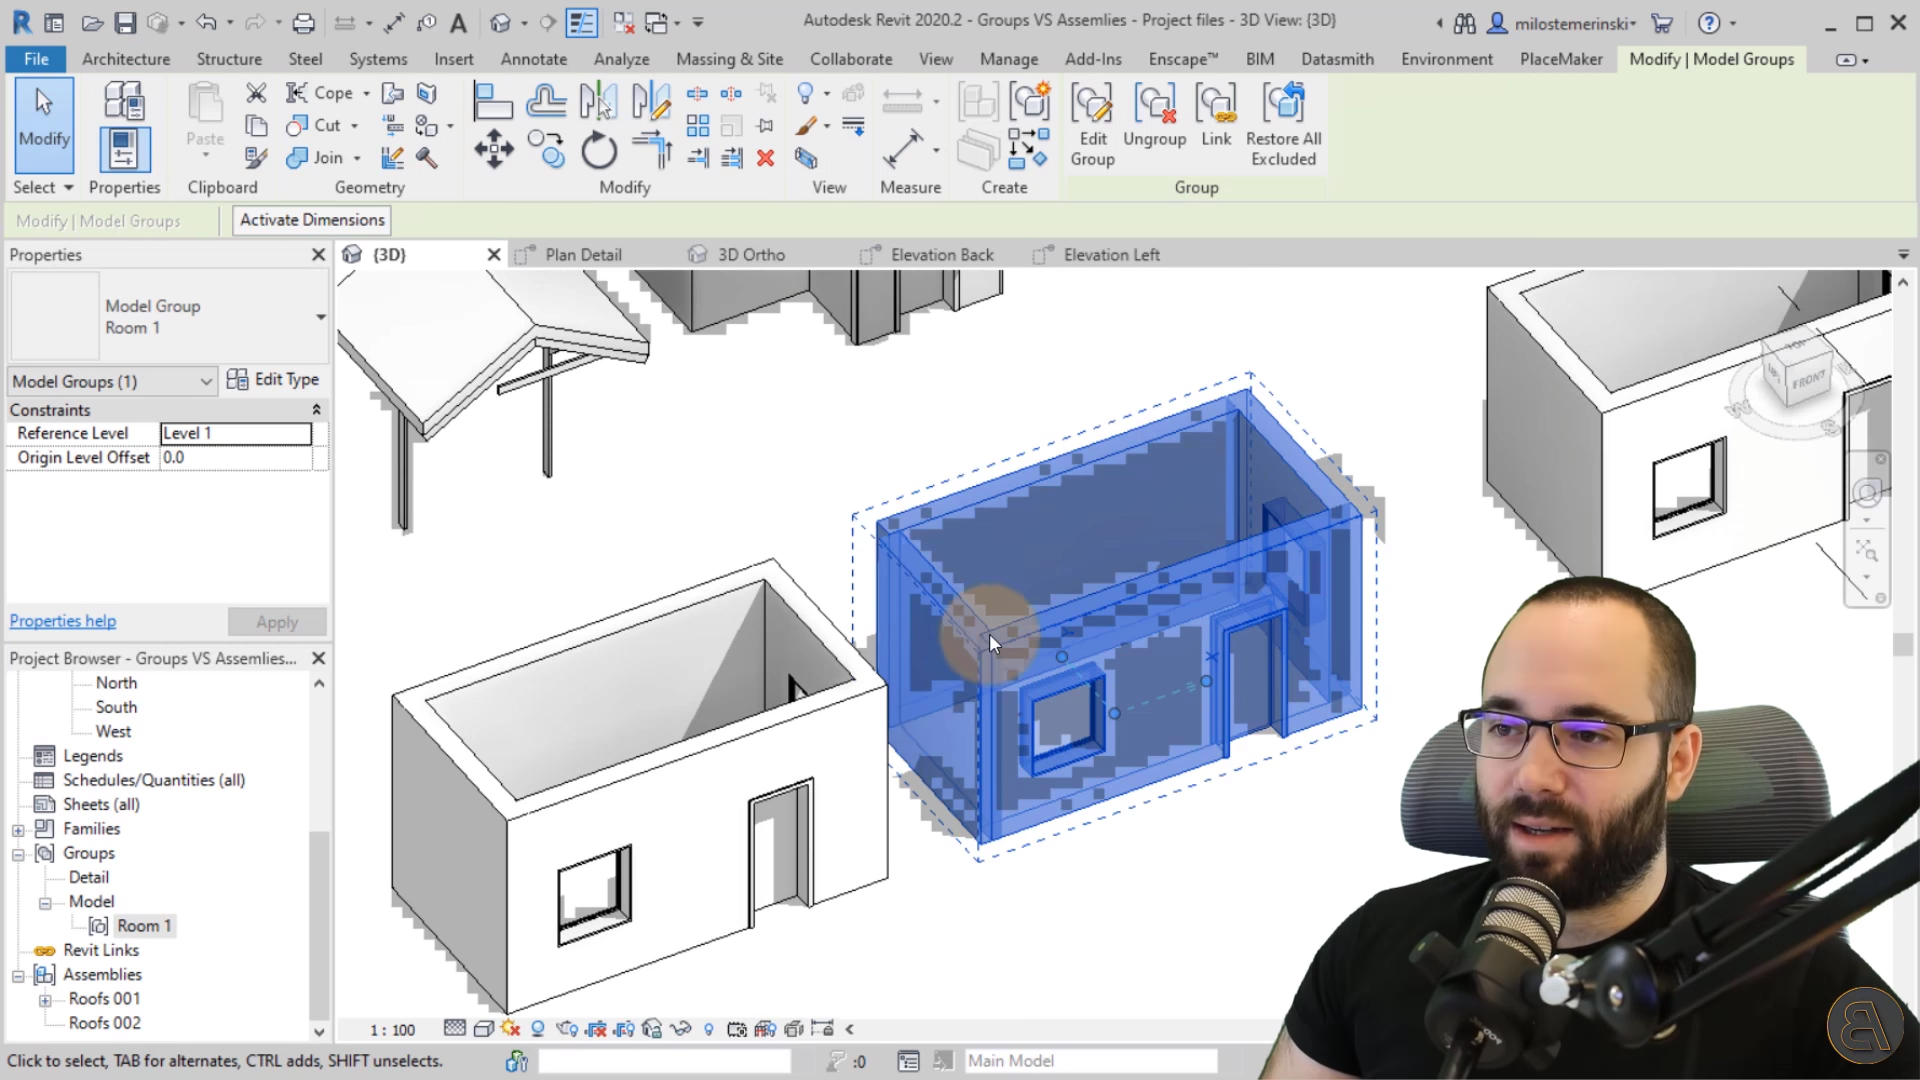 Autodesk Revit 2020.2 - Groups VS Assemlies - Project files - 3D View: {3D}
milostemerinski
File Architecture Structure Steel Systems Insert Annotate Analyze Massing & Site Collaborate View Manage Add-Ins Enscape™ BIM Datasmith Environment PlaceMaker Modify | Model Groups
Cope
Cut
Join
Modify
Paste
Edit Group
Ungroup
Link
Restore All Excluded
Select Properties Clipboard Geometry Modify View Measure Create Group
Modify | Model Groups Activate Dimensions
Properties
{3D} Plan Detail 3D Ortho Elevation Back Elevation Left
Model Group
Room 1
Model Groups (1) Edit Type
Constraints
Reference Level Level 1
Origin Level Offset 0.0
Properties help Apply
TOP
FRONT
Project Browser - Groups VS Assemlies...
North
South
West
Legends
Schedules/Quantities (all)
Sheets (all)
Families
Groups
Detail
Model
Room 1
Revit Links
Assemblies
Roofs 001
Roofs 002
1 : 100
Click to select, TAB for alternates, CTRL adds, SHIFT unselects.
:0
Main Model